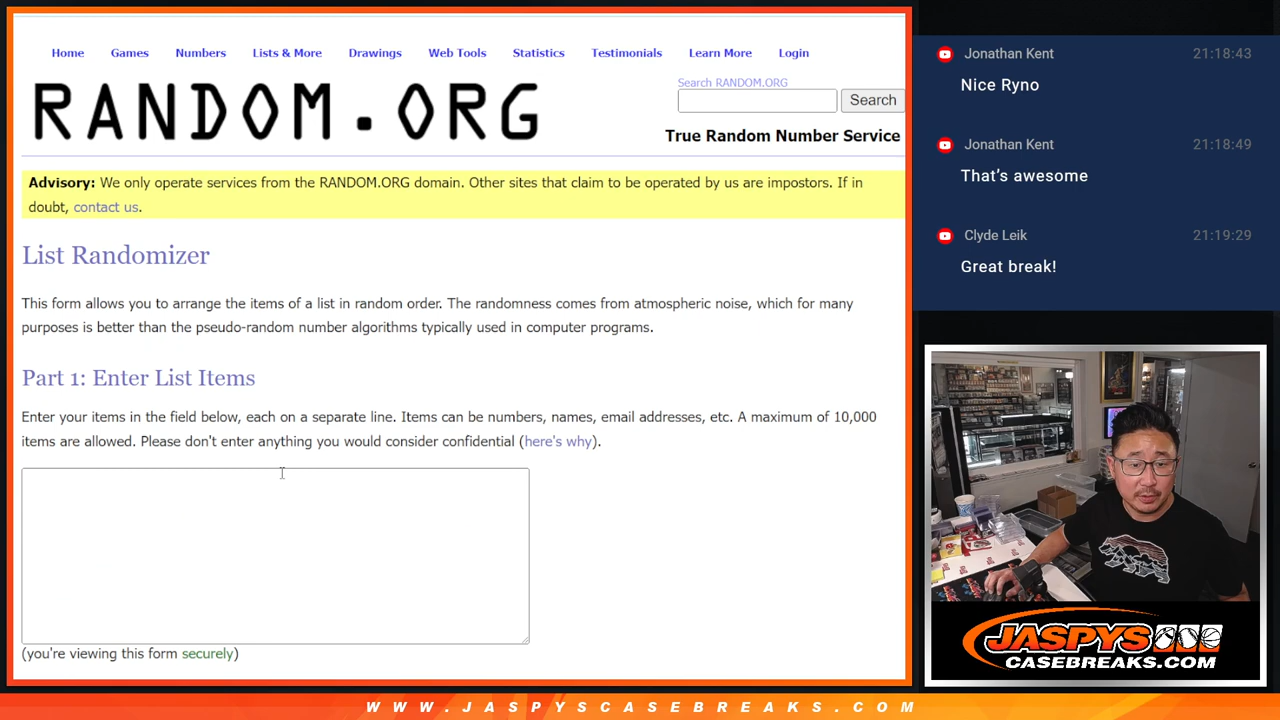 Home Games Numbers Lists & More Drawings Web Tools Statistics Testimonials Learn More Login
RANDOM.ORG
Search RANDOM.ORG
Search
True Random Number Service
Advisory: We only operate services from the RANDOM.ORG domain. Other sites that claim to be operated by us are impostors. If in
doubt, contact us.
List Randomizer
This form allows you to arrange the items of a list in random order. The randomness comes from atmospheric noise, which for many
purposes is better than the pseudo-random number algorithms typically used in computer programs.
Part 1: Enter List Items
Enter your items in the field below, each on a separate line. Items can be numbers, names, email addresses, etc. A maximum of 10,000
items are allowed. Please don't enter anything you would consider confidential (here's why).
(you're viewing this form securely)
Jonathan Kent 21:18:43
Nice Ryno
Jonathan Kent 21:18:49
That's awesome
Clyde Leik 21:19:29
Great break!
JASPYS
CASEBREAKS.COM
WWW.JASPYSCASEBREAKS.COM